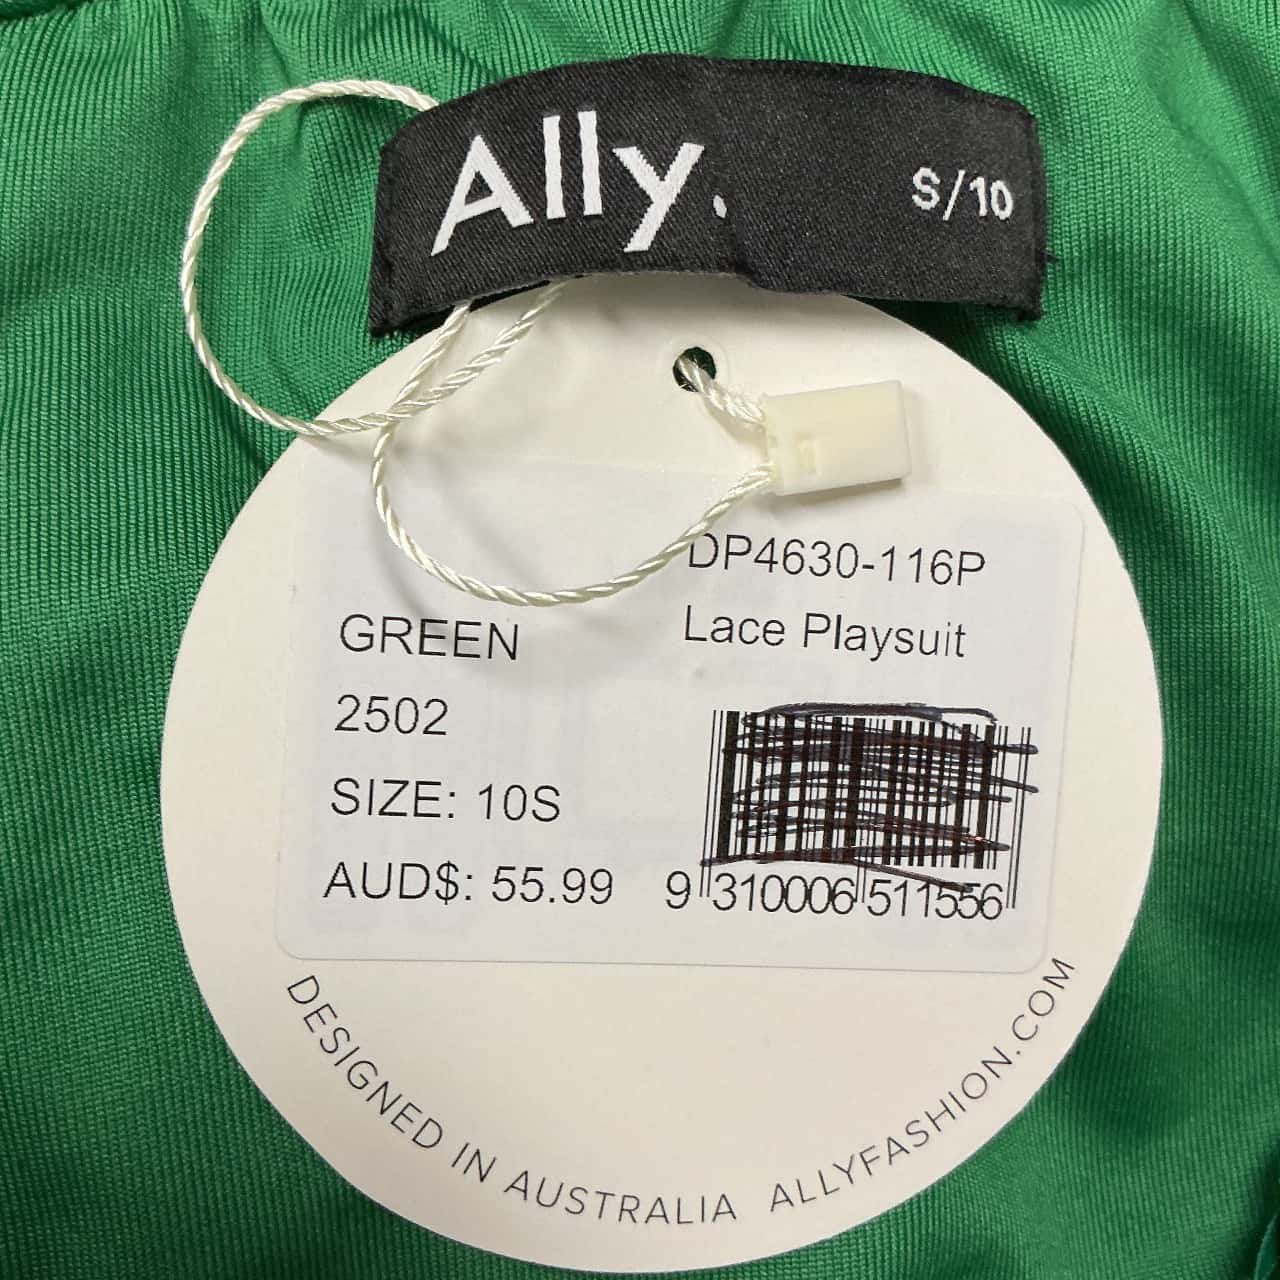 Ally. S/10
DP4630-116P
Lace Playsuit
GREEN
2502
SIZE: 10S
AUD$: 55.99
9 310006 511556
DESIGNED IN AUSTRALIA ALLYFASHION.COM